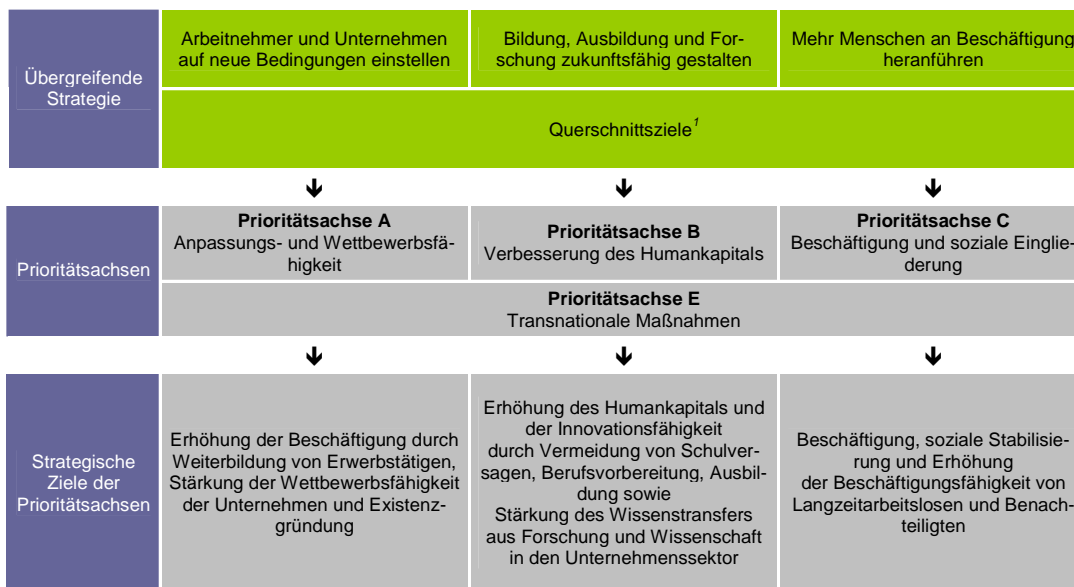 Übergreifende
Strategie
Arbeitnehmer und Unternehmen
auf neue Bedingungen einstellen
Bildung, Ausbildung und For-
schung zukunftsfähig gestalten
Mehr Menschen an Beschäftigung
heranführen
Querschnittsziele1
Prioritätsachsen
Prioritätsachse A
Anpassungs- und Wettbewerbsfä-
higkeit
Prioritätsachse B
Verbesserung des Humankapitals
Prioritätsachse C
Beschäftigung und soziale Einglie-
derung
Prioritätsachse E
Transnationale Maßnahmen
Strategische
Ziele der
Prioritätsachsen
Erhöhung der Beschäftigung durch
Weiterbildung von Erwerbstätigen,
Stärkung der Wettbewerbsfähigkeit
der Unternehmen und Existenz-
gründung
Erhöhung des Humankapitals und
der Innovationsfähigkeit
durch Vermeidung von Schulver-
sagen, Berufsvorbereitung, Ausbil-
dung sowie
Stärkung des Wissenstransfers
aus Forschung und Wissenschaft
in den Unternehmenssektor
Beschäftigung, soziale Stabilisie-
rung und Erhöhung
der Beschäftigungsfähigkeit von
Langzeitarbeitslosen und Benach-
teiligten